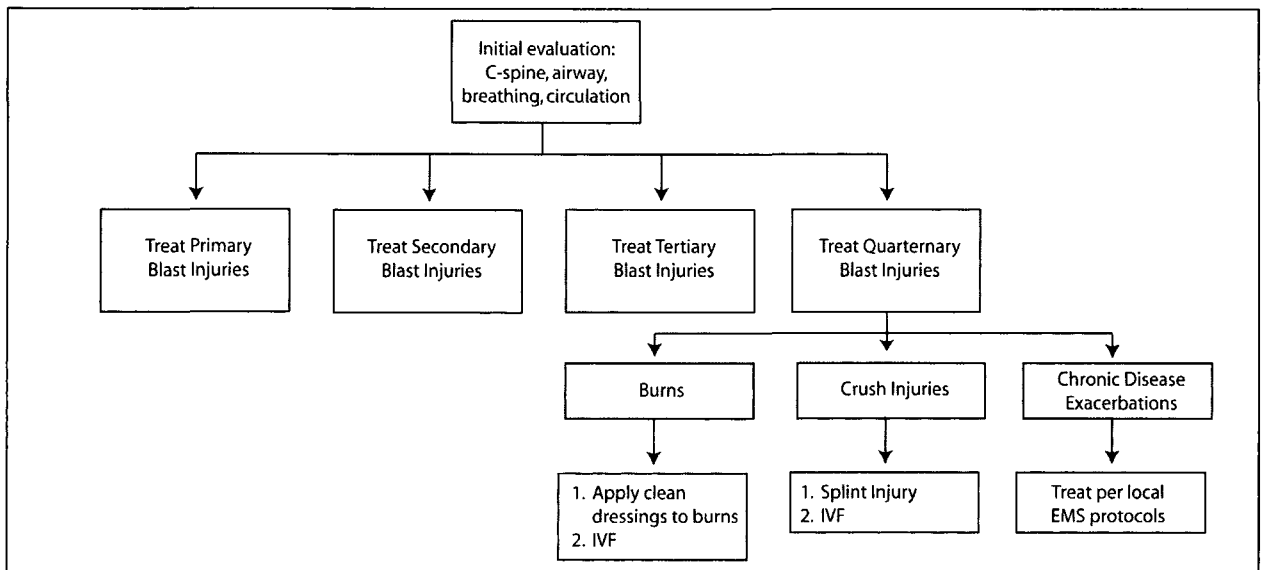 Initial evaluation:
C-spine, airway,
breathing, circulation
Treat Primary
Blast Injuries
Treat Secondary
Blast Injuries
Treat Tertiary
Blast Injuries
Treat Quarternary
Blast Injuries
Burns
Crush Injuries
Chronic Disease
Exacerbations
1. Apply clean
dressings to burns
2. IVF
1. Splint Injury
2. IVF
Treat per local
EMS protocols